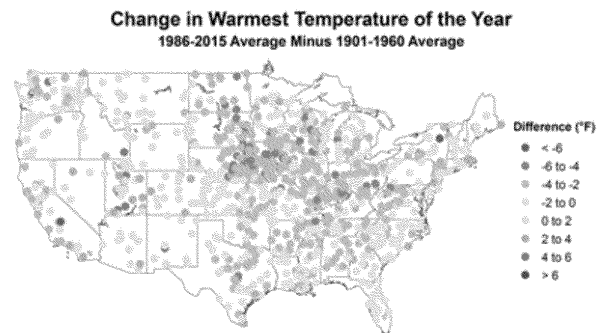 Change in Warmest Temperature of the Year
1986-2015 Average Minus 1901-1960 Average
Difference (°F)
< -6
-6 to -4
-4 to -2
-2 to 0
0 to 2
2 to 4
4 to 6
> 6